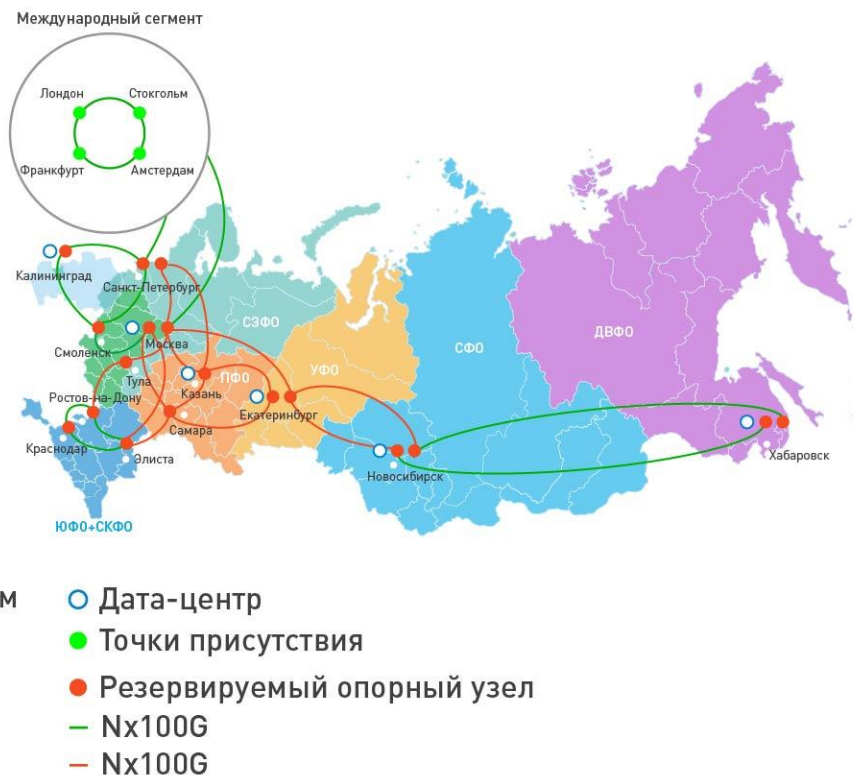 Международный сегмент
Лондон
Стокгольм
Франкфурт
Амстердам
Калининград
Санкт-Петербург
СЗФО
ДВФО
Смоленск
Москва
СФО
УФО
Тула
ПФО
Казань
Ростов-на-Дону
Екатеринбург
Самара
Краснодар
Элиста
Хабаровск
Новосибирск
ЮФО+СКФО
м
Дата-центр
Точки присутствия
Резервируемый опорный узел
Nx100G
Nx100G